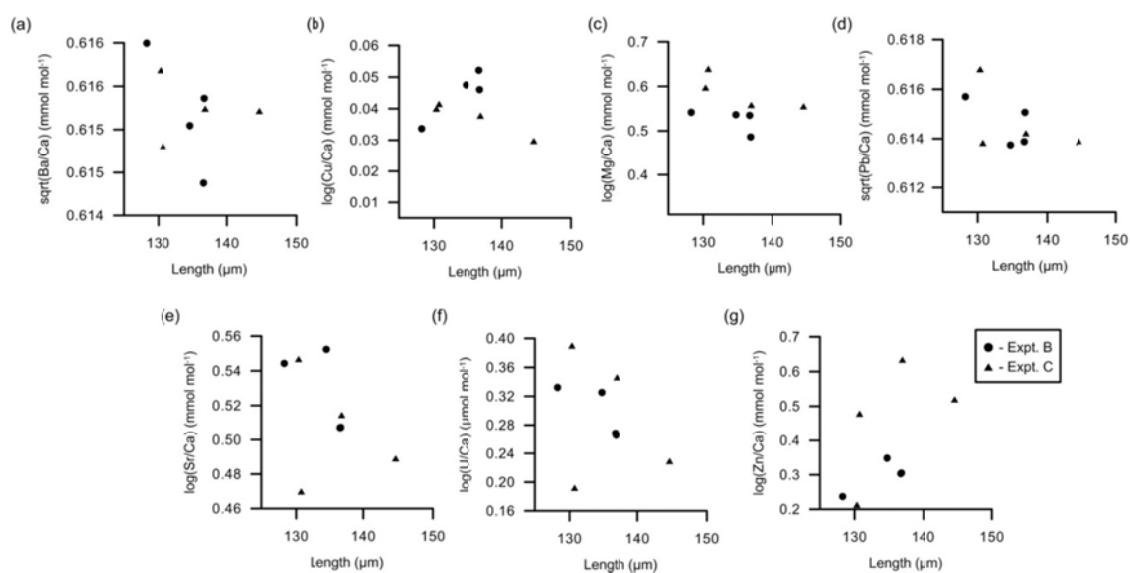 (a)
sqrt(Ba/Ca) (mmol mol⁻¹)
0.616
0.616
0.615
0.615
0.614
130
140
150
Length (µm)
(b)
log(Cu/Ca) (mmol mol⁻¹)
0.06
0.05
0.04
0.03
0.02
0.01
130
140
150
Length (µm)
(c)
log(Mg/Ca) (mmol mol⁻¹)
0.7
0.6
0.5
0.4
130
140
150
Length (µm)
(d)
sqrt(Pb/Ca) (mmol mol⁻¹)
0.618
0.616
0.614
0.612
130
140
150
Length (µm)
(e)
log(Sr/Ca) (mmol mol⁻¹)
0.56
0.54
0.52
0.50
0.48
0.46
130
140
150
Length (µm)
(f)
log(U/Ca) (µmol mol⁻¹)
0.40
0.36
0.32
0.28
0.24
0.20
0.16
130
140
150
Length (µm)
(g)
log(Zn/Ca) (mmol mol⁻¹)
0.7
0.6
0.5
0.4
0.3
0.2
130
140
150
Length (µm)
- Expt. B
- Expt. C